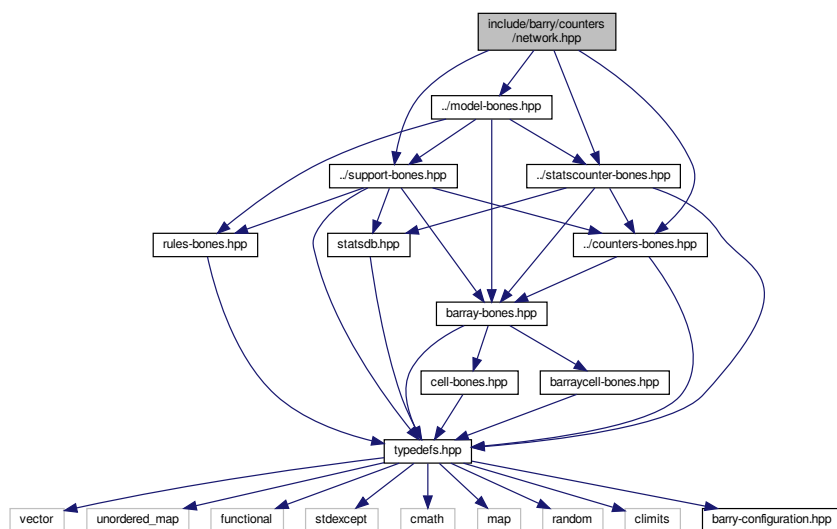 include/barry/counters
/network.hpp
../model-bones.hpp
../support-bones.hpp
../statscounter-bones.hpp
rules-bones.hpp
statsdb.hpp
../counters-bones.hpp
barray-bones.hpp
cell-bones.hpp
barraycell-bones.hpp
typedefs.hpp
vector
unordered_map
functional
stdexcept
cmath
map
random
climits
barry-configuration.hpp